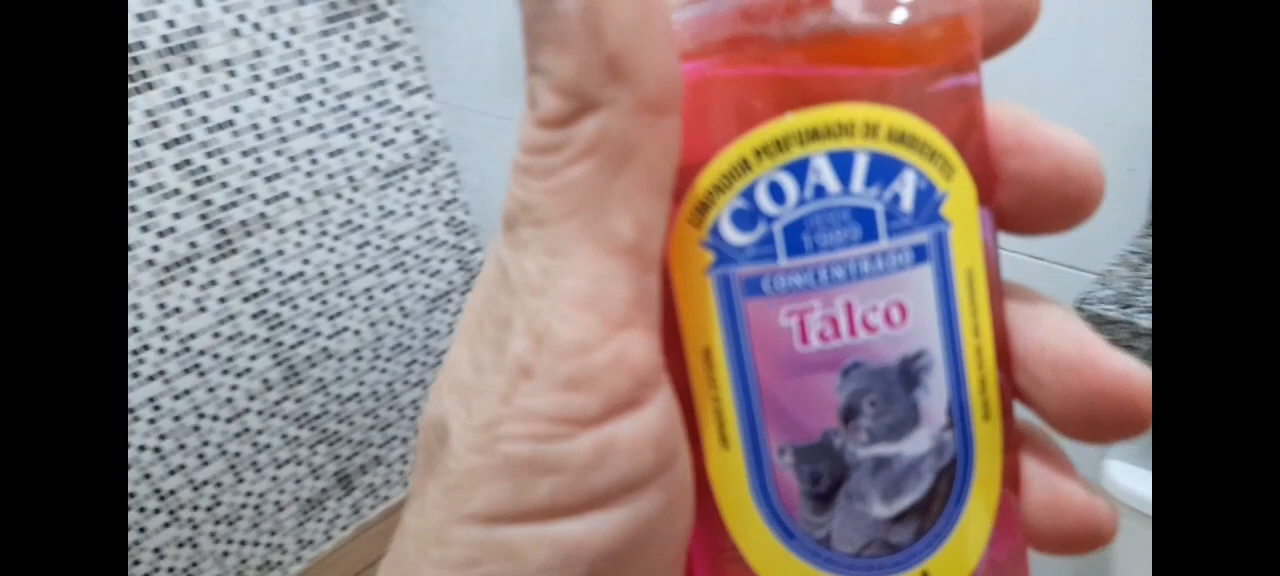 LIMPADOR PERFUMADO DE AMBIENTES
COALA
DESDE
1989
CONCENTRADO
Talco